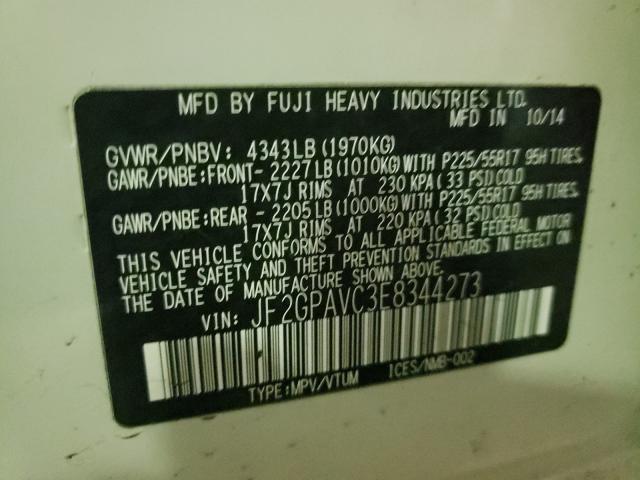 MFD BY FUJI HEAVY INDUSTRIES LTD.
MFD IN 10/14
GVWR/PNBV: 4343LB (1970KG)
GAWR/PNBE:FRONT- 2227LB(1010KG)WITH P225/55R17 95H TIRES,
17X7J RIMS AT 230 KPA(33 PSI)COLD
GAWR/PNBE:REAR - 2205LB(1000KG)WITH P225/55R17 95H TIRES,
17X7J RIMS AT 220 KPA(32 PSI)COLD
THIS VEHICLE CONFORMS TO ALL APPLICABLE FEDERAL MOTOR
VEHICLE SAFETY AND THEFT PREVENTION STANDARDS IN EFFECT ON
THE DATE OF MANUFACTURE SHOWN ABOVE.
VIN: JF2GPAVC3E8344273
TYPE:MPV/VTUM ICES/NMB-002